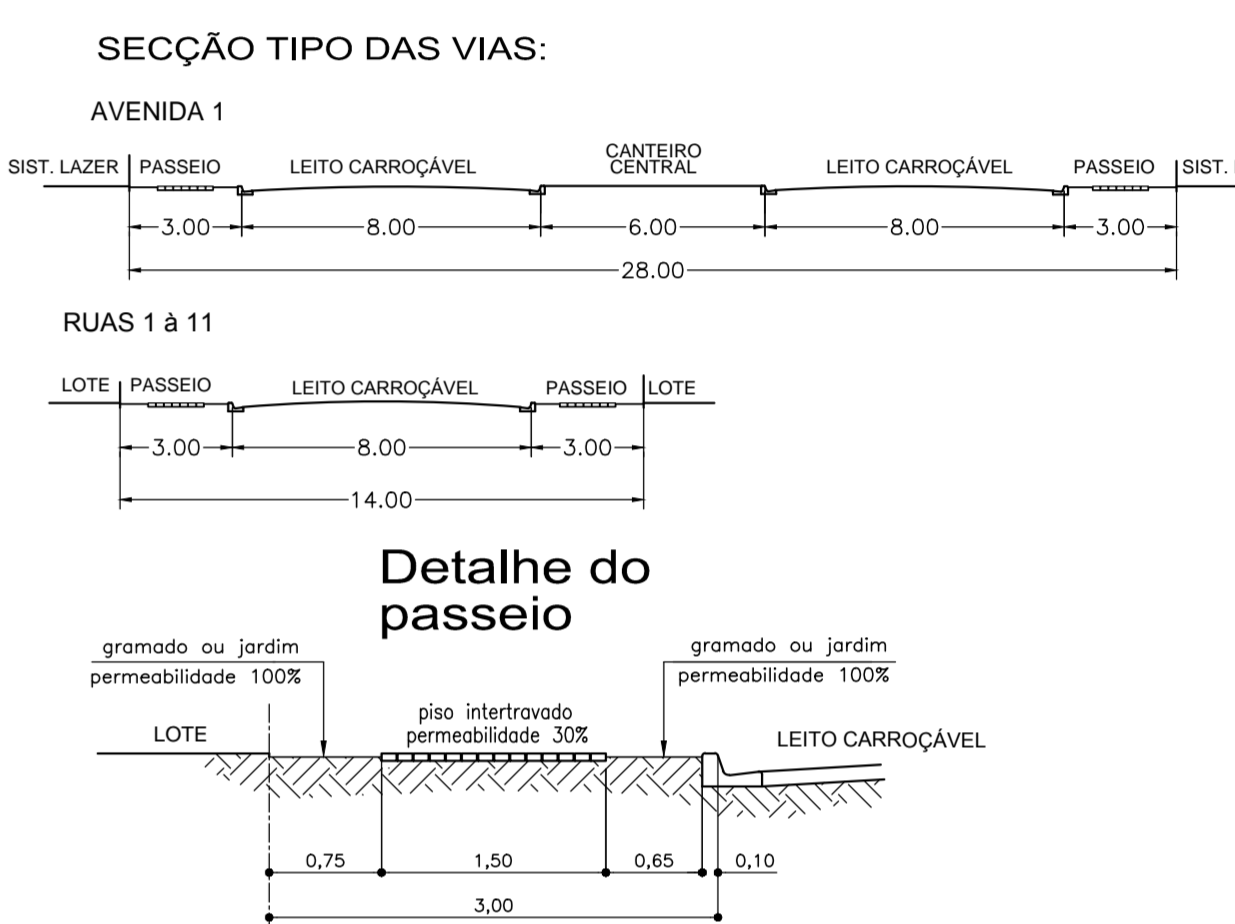 SECÇÃO TIPO DAS VIAS:
AVENIDA 1
SIST. LAZER PASSEIO LEITO CARROÇÁVEL CANTEIRO CENTRAL LEITO CARROÇÁVEL PASSEIO SIST.
3.00 8.00 6.00 8.00 3.00
28.00
RUAS 1 à 11
LOTE PASSEIO LEITO CARROÇÁVEL PASSEIO LOTE
3.00 8.00 3.00
14.00
Detalhe do
passeio
gramado ou jardim
permeabilidade 100%
gramado ou jardim
permeabilidade 100%
piso intertravado
permeabilidade 30%
LOTE
LEITO CARROÇÁVEL
0,75 1,50 0,65 0,10
3,00